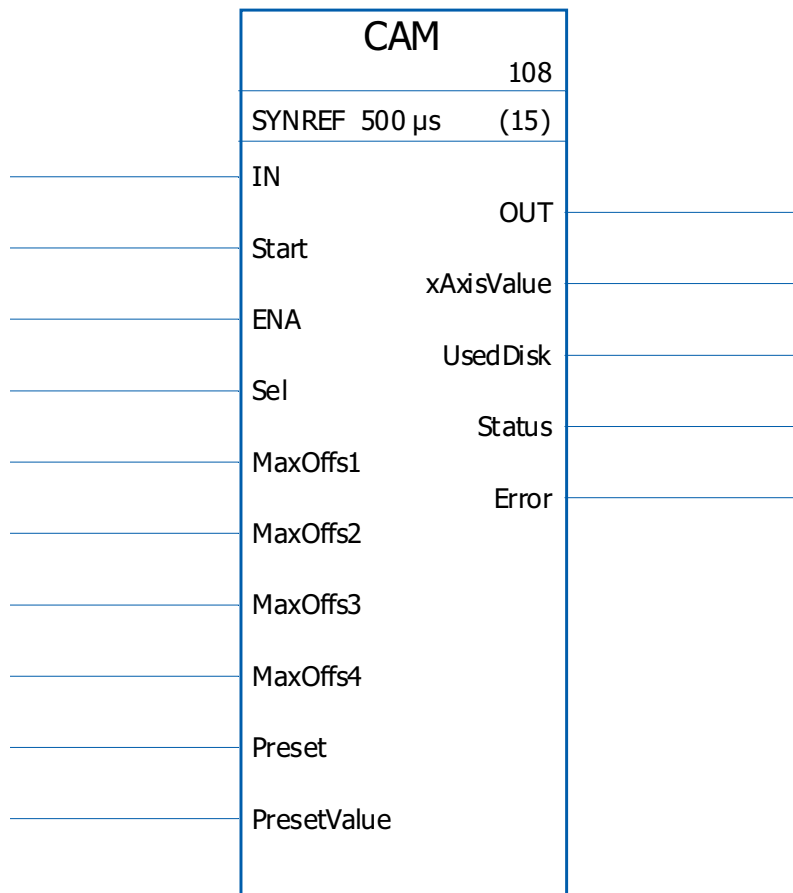 CAM
108
SYNREF 500 µs (15)
IN
OUT
Start
xAxisValue
ENA
UsedDisk
Sel
Status
MaxOffs1
Error
MaxOffs2
MaxOffs3
MaxOffs4
Preset
PresetValue